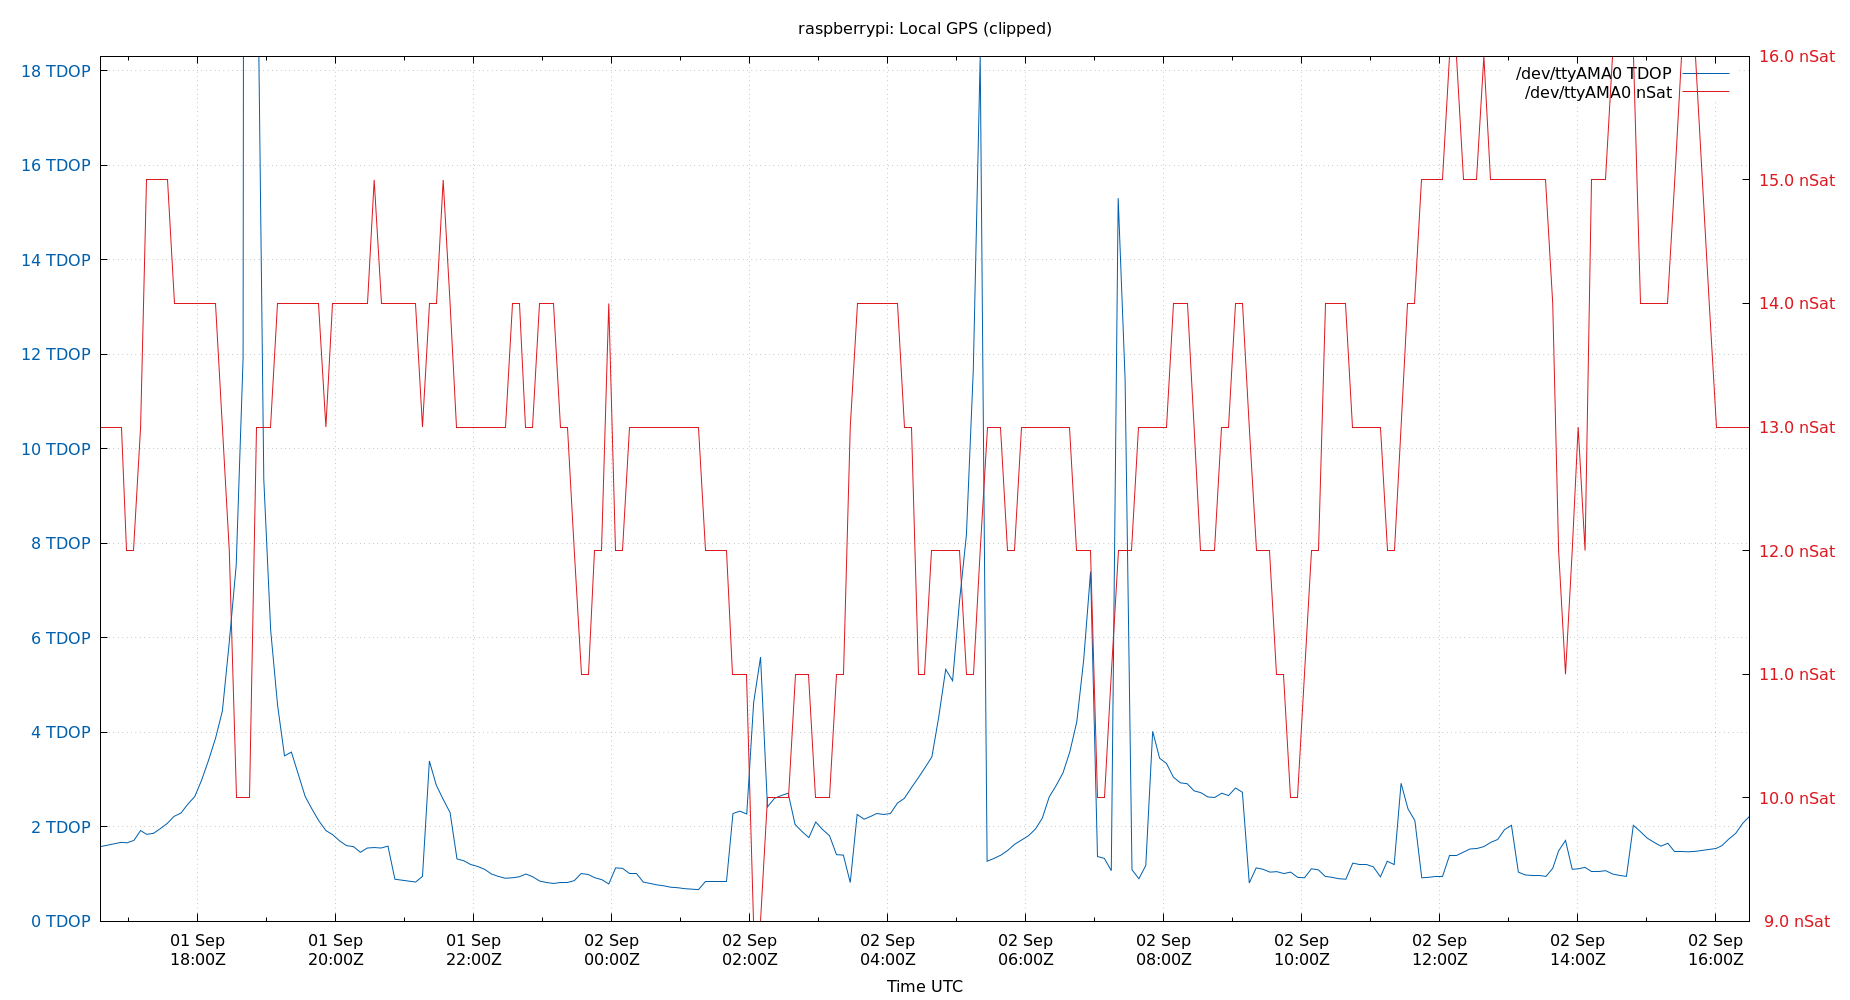 raspberrypi: Local GPS (clipped)
18 TDOP
16 TDOP
14 TDOP
12 TDOP
10 TDOP
8 TDOP
6 TDOP
4 TDOP
2 TDOP
0 TDOP
16.0 nSat
15.0 nSat
14.0 nSat
13.0 nSat
12.0 nSat
11.0 nSat
10.0 nSat
9.0 nSat
/dev/ttyAMA0 TDOP
/dev/ttyAMA0 nSat
01 Sep
18:00Z
01 Sep
20:00Z
01 Sep
22:00Z
02 Sep
00:00Z
02 Sep
02:00Z
02 Sep
04:00Z
02 Sep
06:00Z
02 Sep
08:00Z
02 Sep
10:00Z
02 Sep
12:00Z
02 Sep
14:00Z
02 Sep
16:00Z
Time UTC